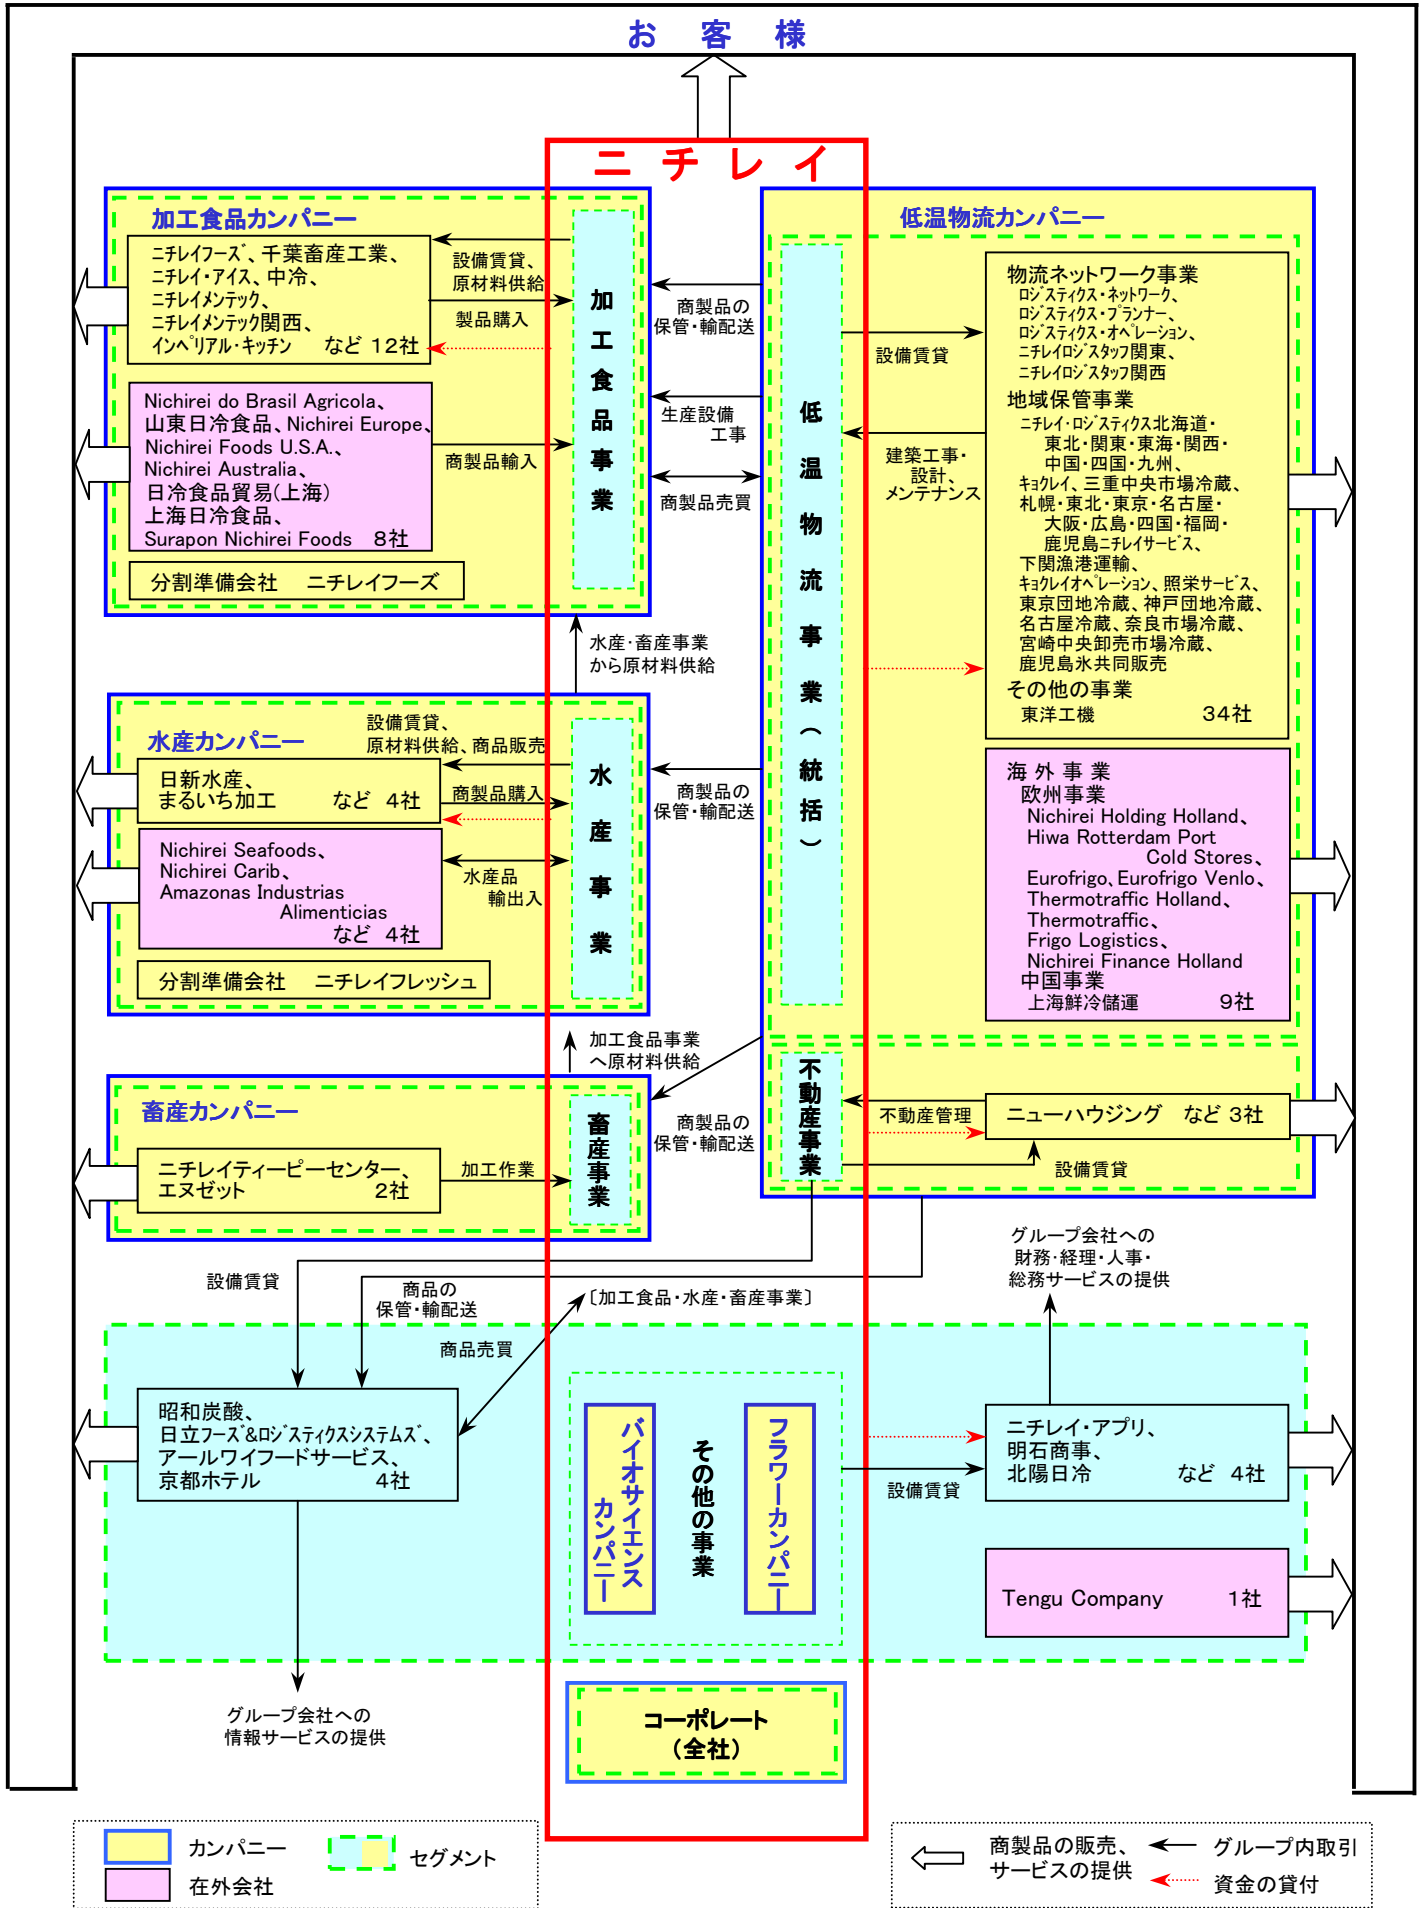 お客様
ニチレイ
加工食品カンパニー
ニチレイフーズ、千葉畜産工業、
ニチレイ・アイス、中冷、
ニチレイメンテック、
ニチレイメンテック関西、
インペリアル・キッチン　など 12社
設備賃貸、
原材料供給
製品購入
Nichirei do Brasil Agricola、
山東日冷食品、Nichirei Europe、
Nichirei Foods U.S.A.、
Nichirei Australia、
日冷食品貿易(上海)
上海日冷食品、
Surapon Nichirei Foods　8社
商製品輸入
分割準備会社　ニチレイフーズ
加工食品事業
商製品の
保管・輸配送
生産設備
工事
商製品売買
水産・畜産事業
から原材料供給
水産カンパニー
設備賃貸、
原材料供給、商品販売
日新水産、
まるいち加工　など 4社
商製品購入
Nichirei Seafoods、
Nichirei Carib、
Amazonas Industrias
Alimenticias
など 4社
水産品
輸出入
分割準備会社　ニチレイフレッシュ
水産事業
商製品の
保管・輸配送
加工食品事業
へ原材料供給
畜産カンパニー
ニチレイティーピーセンター、
エヌゼット　2社
加工作業
畜産事業
商製品の
保管・輸配送
低温物流カンパニー
低温物流事業（統括）
設備賃貸
建築工事・
設計、
メンテナンス
物流ネットワーク事業
ロジスティクス・ネットワーク、
ロジスティクス・プランナー、
ロジスティクス・オペレーション、
ニチレイロジスタッフ関東、
ニチレイロジスタッフ関西
地域保管事業
ニチレイ・ロジスティクス北海道・
東北・関東・東海・関西・
中国・四国・九州、
キョクレイ、三重中央市場冷蔵、
札幌・東北・東京・名古屋・
大阪・広島・四国・福岡・
鹿児島ニチレイサービス、
下関漁港運輸、
キョクレイオペレーション、照栄サービス、
東京団地冷蔵、神戸団地冷蔵、
名古屋冷蔵、奈良市場冷蔵、
宮崎中央卸売市場冷蔵、
鹿児島氷共同販売
その他の事業
東洋工機　34社
海外事業
欧州事業
Nichirei Holding Holland、
Hiwa Rotterdam Port
Cold Stores、
Eurofrigo、Eurofrigo Venlo、
Thermotraffic Holland、
Thermotraffic、
Frigo Logistics、
Nichirei Finance Holland
中国事業
上海鮮冷儲運　9社
不動産事業
不動産管理
ニューハウジング　など 3社
設備賃貸
設備賃貸
商品の
保管・輸配送
〔加工食品・水産・畜産事業〕
商品売買
グループ会社への
財務・経理・人事・
総務サービスの提供
昭和炭酸、
日立フーズ&ロジスティクスシステムズ、
アールワイフードサービス、
京都ホテル　4社
バイオサイエンス
カンパニー
その他の事業
フラワーカンパニー
設備賃貸
ニチレイ・アプリ、
明石商事、
北陽日冷　など 4社
Tengu Company　1社
グループ会社への
情報サービスの提供
コーポレート
（全社）
カンパニー
セグメント
在外会社
商製品の販売、
サービスの提供
グループ内取引
資金の貸付